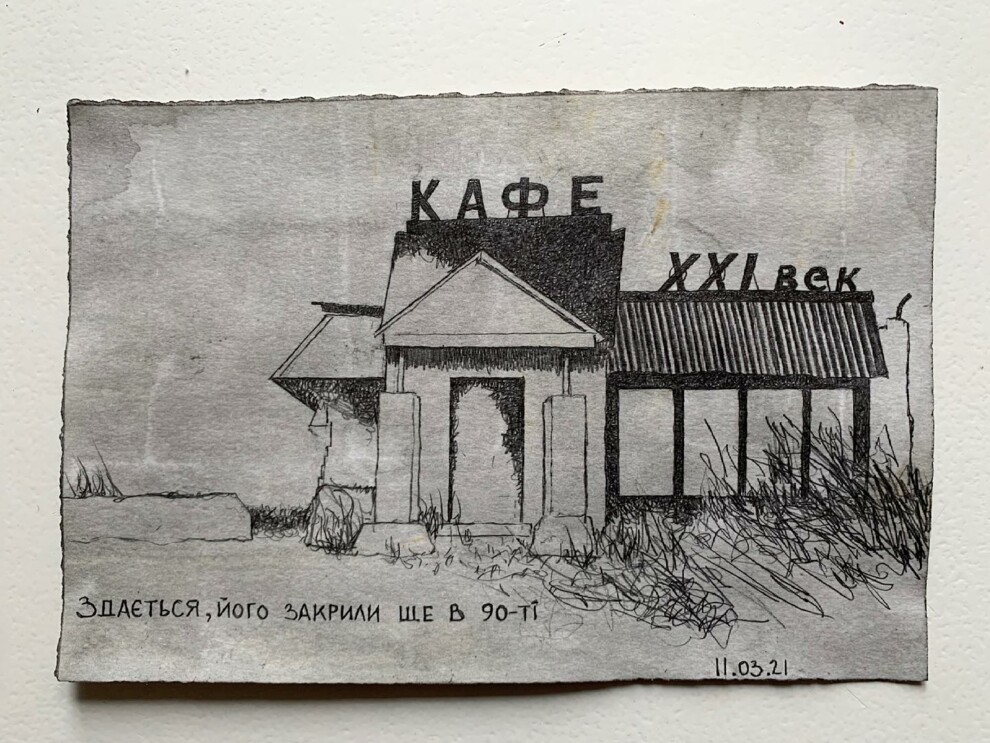 КАФЕ
XXI век
Здається, його закрили ще в 90-ті
11.03.21